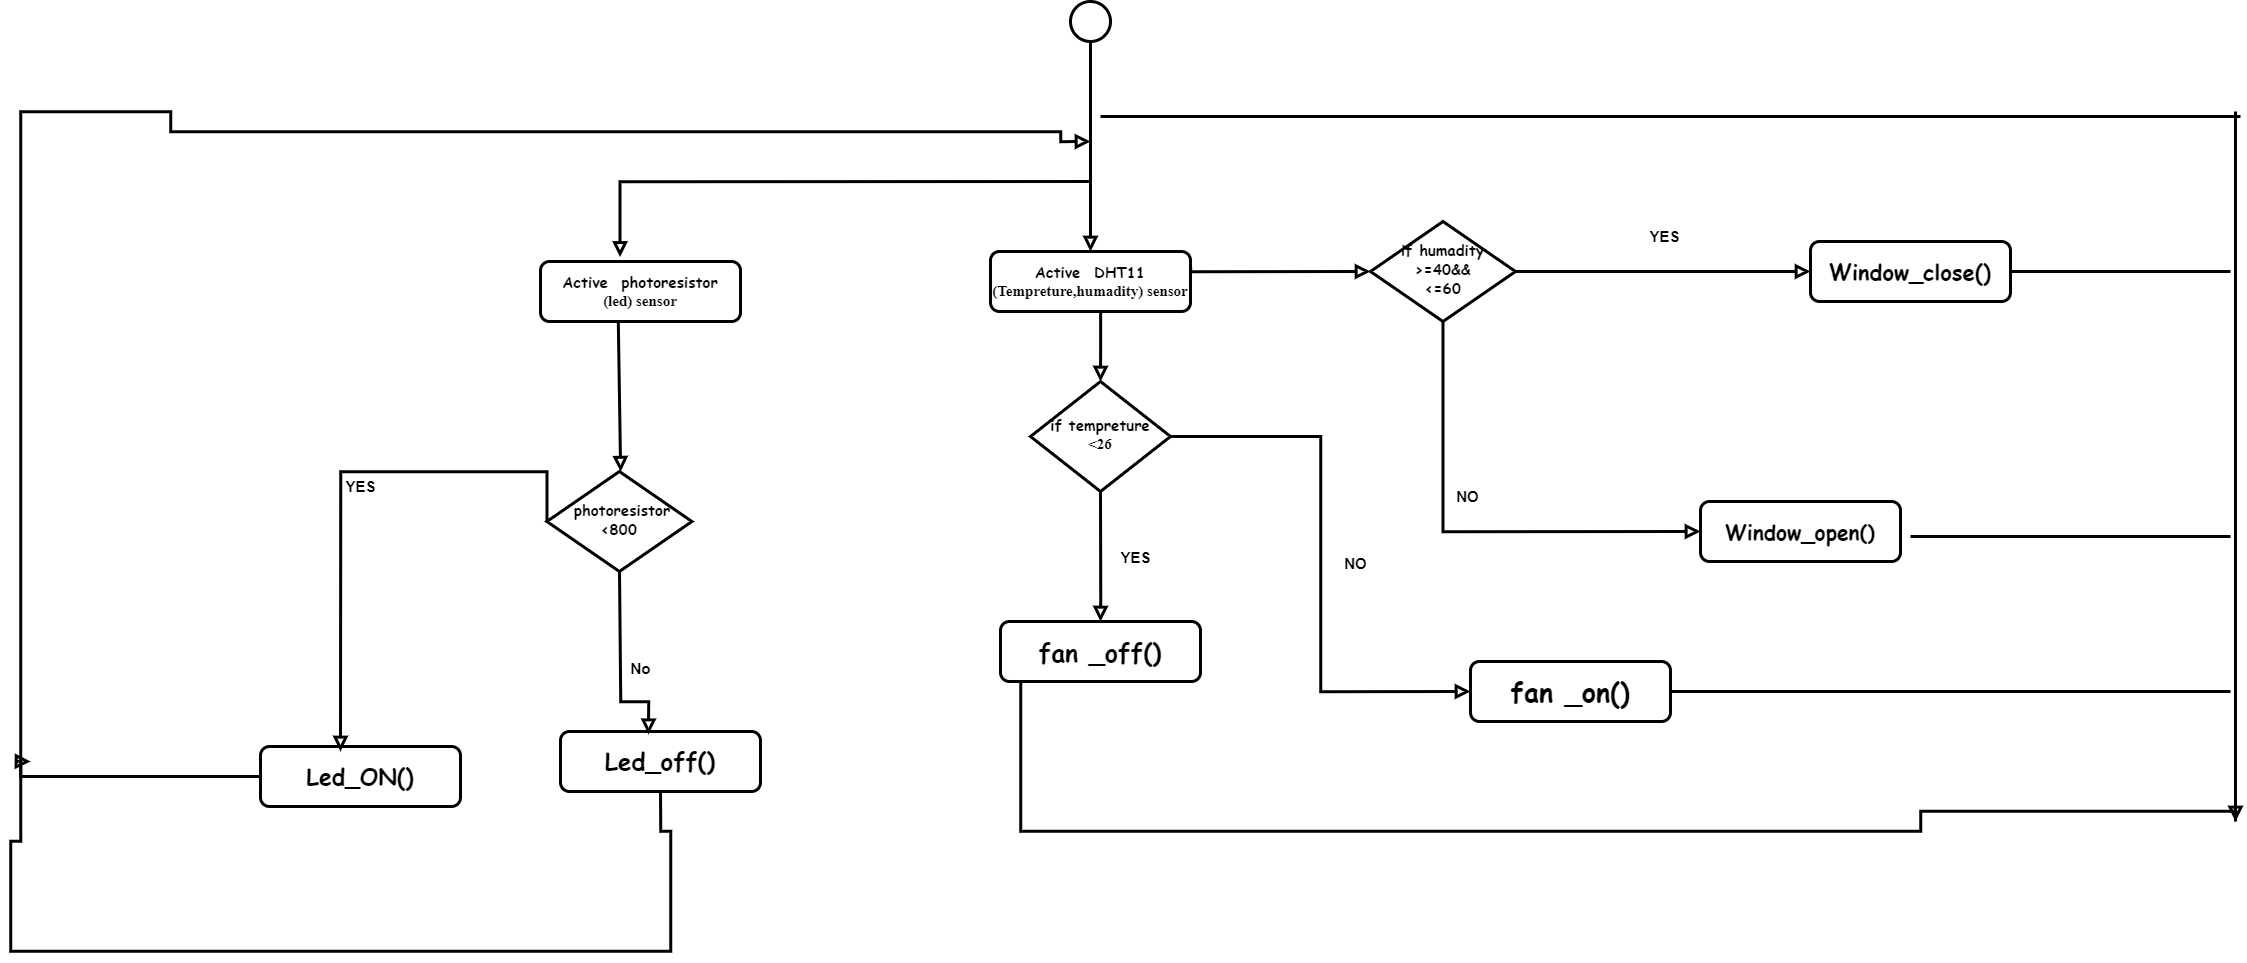 if humadity
>=40&&
<=60
YES
Window_close()
Active photoresistor
(led) sensor
Active DHT11
(Tempreture,humadity) sensor
if tempreture
<26
YES
photoresistor
<800
NO
Window_open()
YES
NO
fan _off()
No
fan _on()
Led_ON()
Led_off()